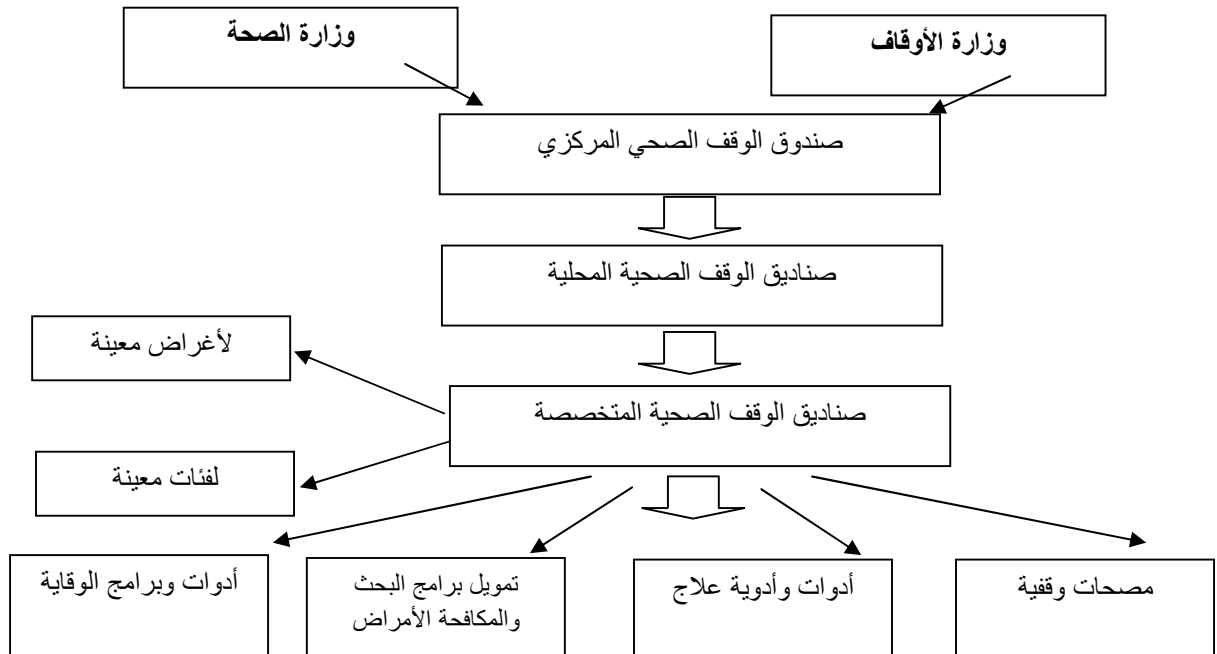 وزارة الأوقاف
وزارة الصحة
صندوق الوقف الصحي المركزي
صناديق الوقف الصحية المحلية
لأغراض معينة
صناديق الوقف الصحية المتخصصة
لفئات معينة
مصحات وقفية
أدوات وأدوية علاج
تمويل برامج البحث
والمكافحة الأمراض
أدوات وبرامج الوقاية